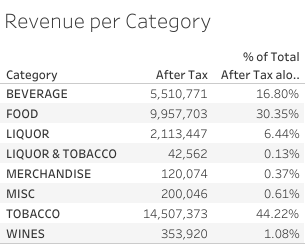 Revenue per Category
% of Total
Category After Tax After Tax alo..
BEVERAGE 5,510,771 16.80%
FOOD 9,957,703 30.35%
LIQUOR 2,113,447 6.44%
LIQUOR & TOBACCO 42,562 0.13%
MERCHANDISE 120,074 0.37%
MISC 200,046 0.61%
TOBACCO 14,507,373 44.22%
WINES 353,920 1.08%